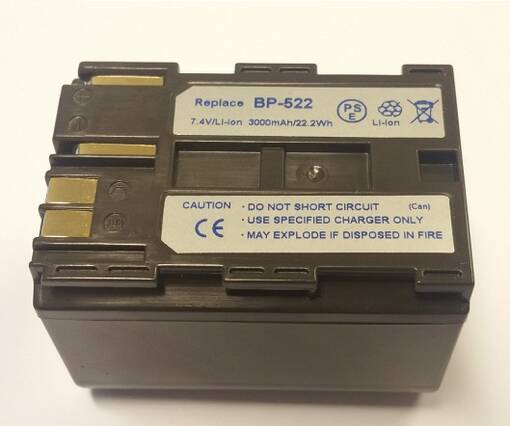 Replace BP-522
7.4V/Li-ion 3000mAh/22.2Wh
PS
E
Li-ion
CAUTION · DO NOT SHORT CIRCUIT (Can)
CE · USE SPECIFIED CHARGER ONLY
· MAY EXPLODE IF DISPOSED IN FIRE